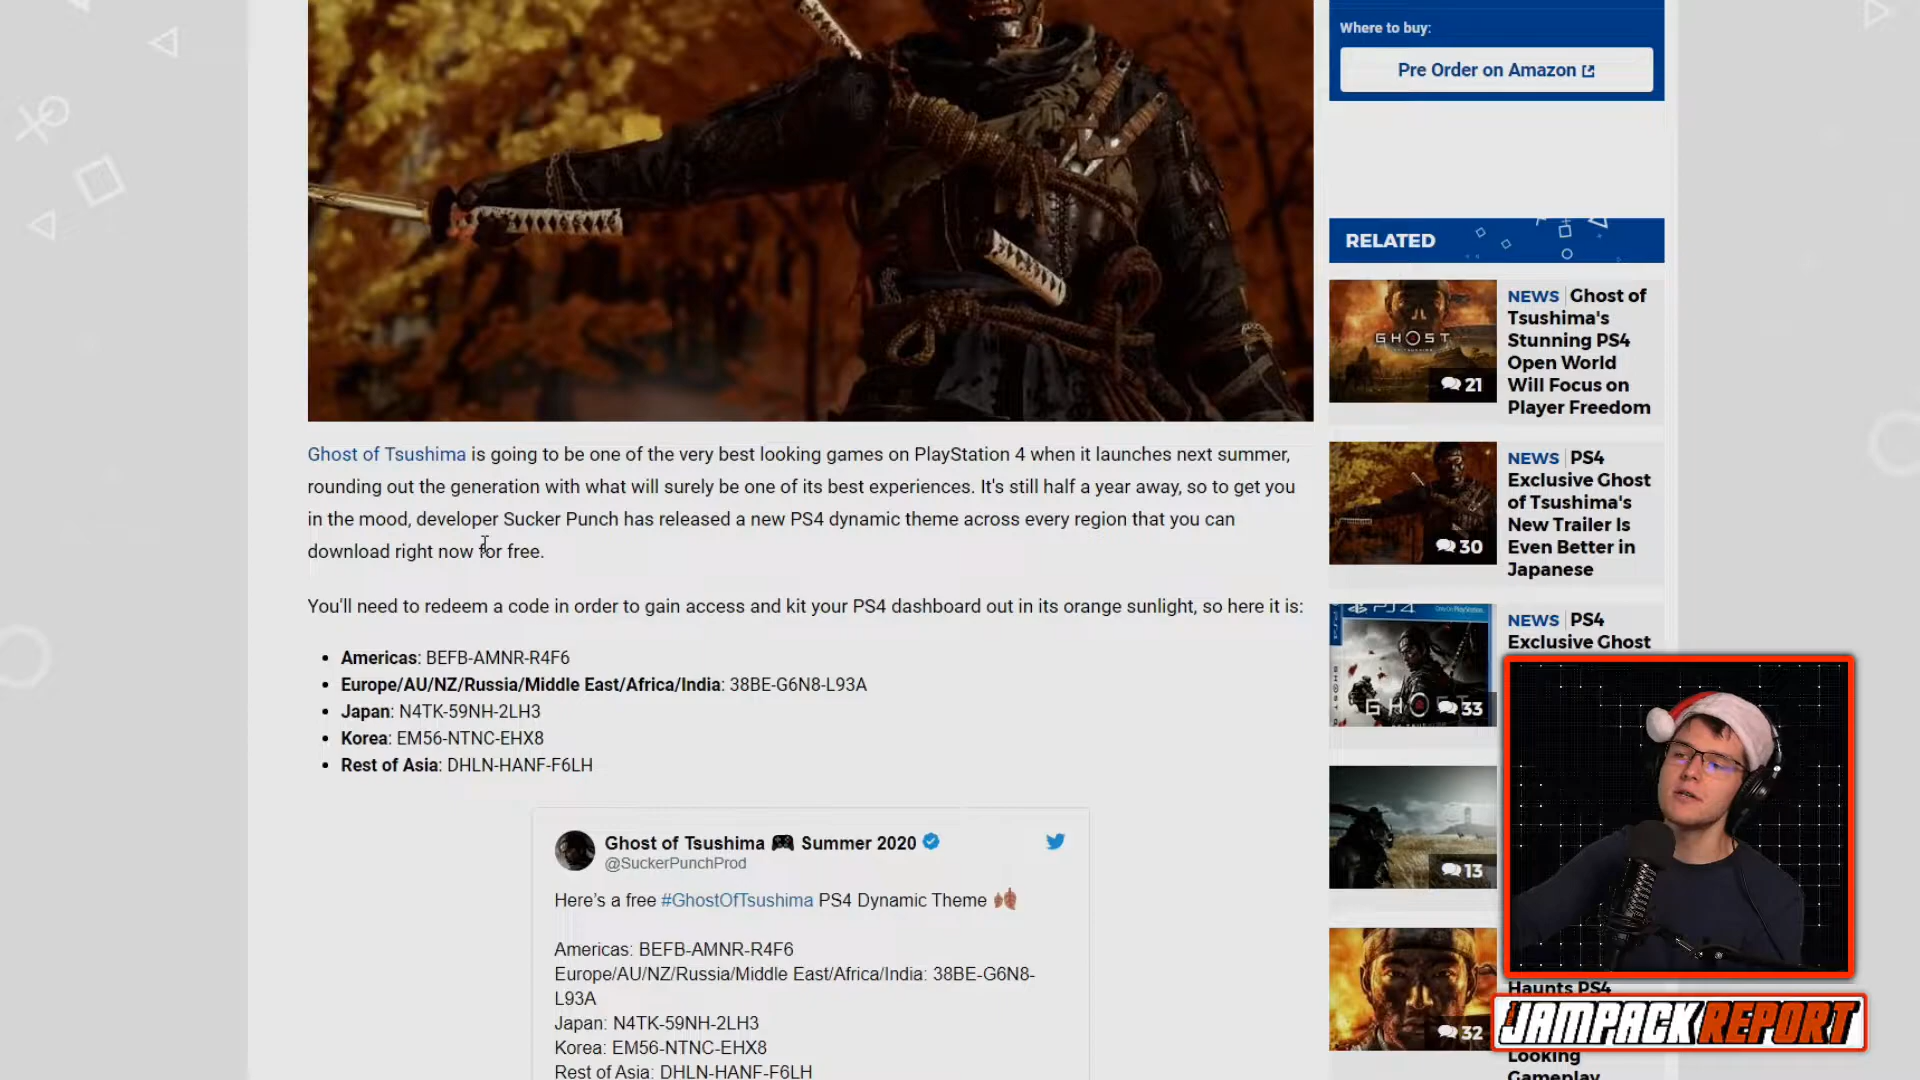 Where to buy:
Pre Order on Amazon
RELATED
NEWS Ghost of
Tsushima's
Stunning PS4
Open World
Will Focus on
Player Freedom
GHOST
21
NEWS PS4
Exclusive Ghost
of Tsushima's
New Trailer Is
Even Better in
Japanese
30
NEWS PS4
Exclusive Ghost
PS4
GHOST
33
13
Haunts PS4
32
Looking
Gameplay
Ghost of Tsushima is going to be one of the very best looking games on PlayStation 4 when it launches next summer,
rounding out the generation with what will surely be one of its best experiences. It's still half a year away, so to get you
in the mood, developer Sucker Punch has released a new PS4 dynamic theme across every region that you can
download right now for free.
You'll need to redeem a code in order to gain access and kit your PS4 dashboard out in its orange sunlight, so here it is:
Americas: BEFB-AMNR-R4F6
Europe/AU/NZ/Russia/Middle East/Africa/India: 38BE-G6N8-L93A
Japan: N4TK-59NH-2LH3
Korea: EM56-NTNC-EHX8
Rest of Asia: DHLN-HANF-F6LH
Ghost of Tsushima 🎮 Summer 2020
@SuckerPunchProd
Here's a free #GhostOfTsushima PS4 Dynamic Theme
Americas: BEFB-AMNR-R4F6
Europe/AU/NZ/Russia/Middle East/Africa/India: 38BE-G6N8-
L93A
Japan: N4TK-59NH-2LH3
Korea: EM56-NTNC-EHX8
Rest of Asia: DHLN-HANF-F6LH
JAMPACK REPORT